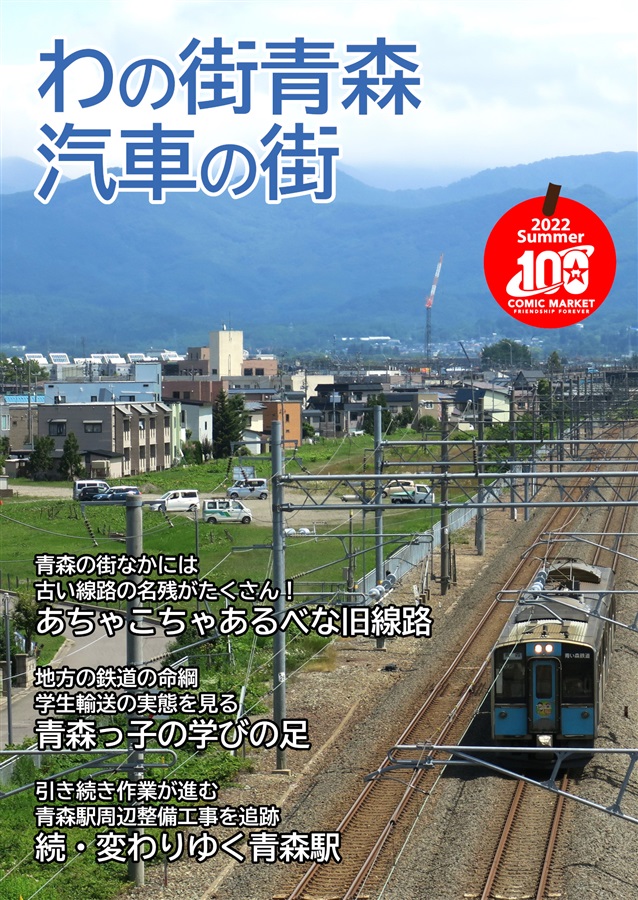 わの街青森
汽車の街
2022
Summer
100
COMIC MARKET
FRIENDSHIP FOREVER
青森の街なかには
古い線路の名残がたくさん！
あちゃこちゃあるべな旧線路
地方の鉄道の命綱
学生輸送の実態を見る
青森っ子の学びの足
引き続き作業が進む
青森駅周辺整備工事を追跡
続・変わりゆく青森駅
青い森鉄道